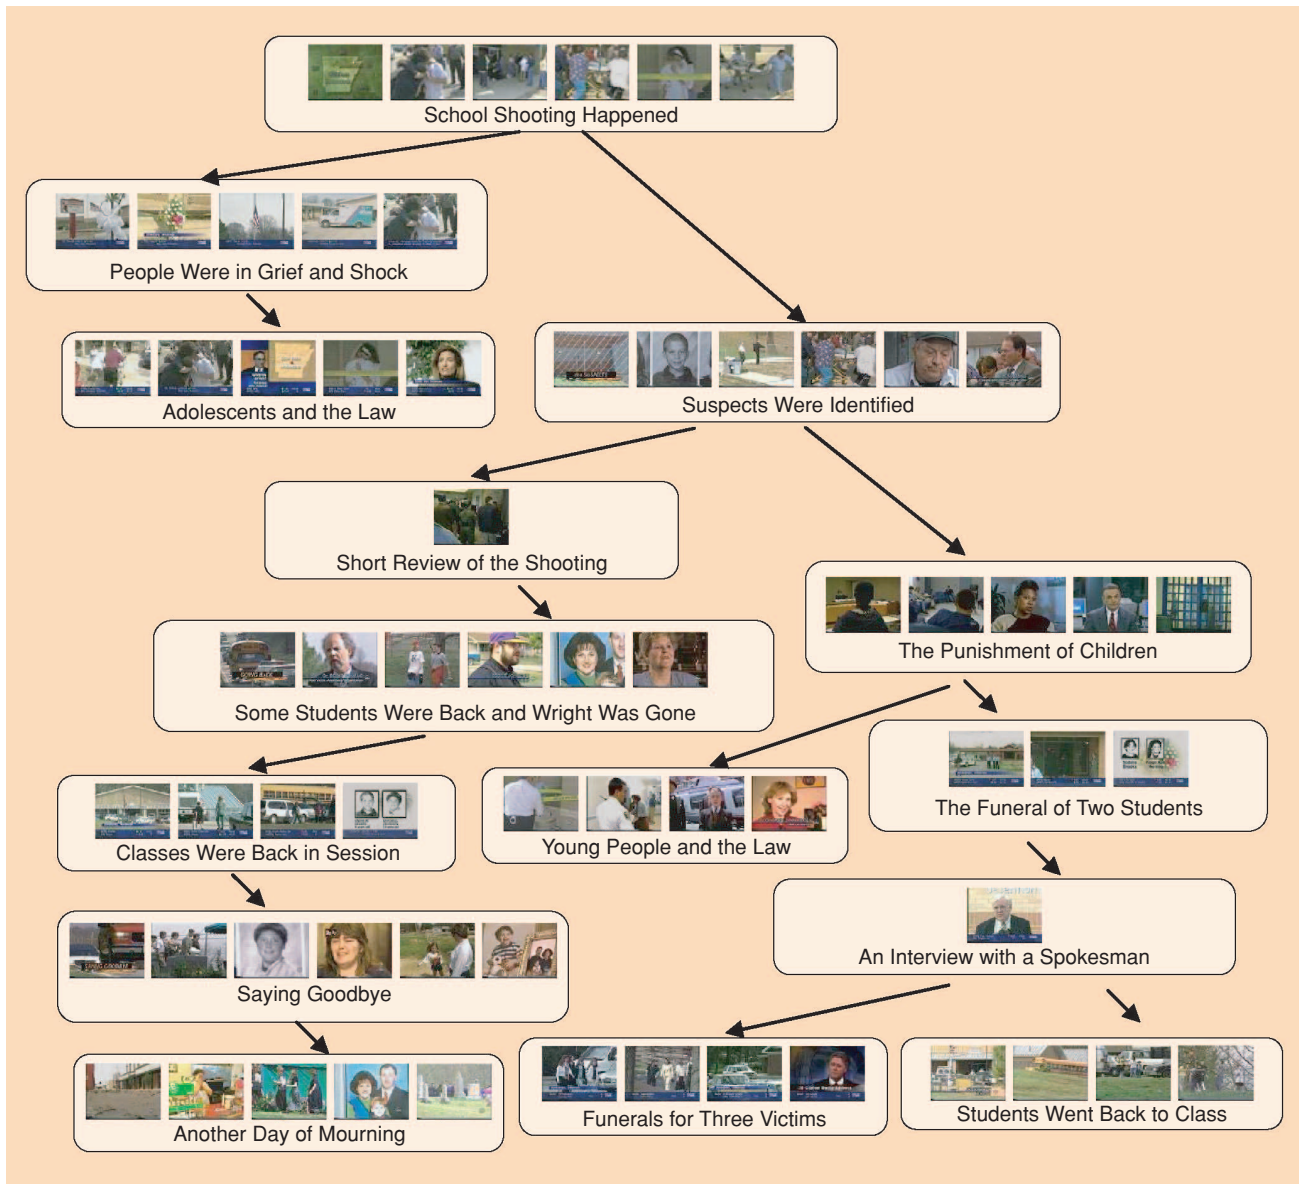 School Shooting Happened
People Were in Grief and Shock
Adolescents and the Law
Suspects Were Identified
Short Review of the Shooting
The Punishment of Children
Some Students Were Back and Wright Was Gone
The Funeral of Two Students
Classes Were Back in Session
Young People and the Law
An Interview with a Spokesman
SAYING GOODBYE
Saying Goodbye
Funerals for Three Victims
Students Went Back to Class
Another Day of Mourning